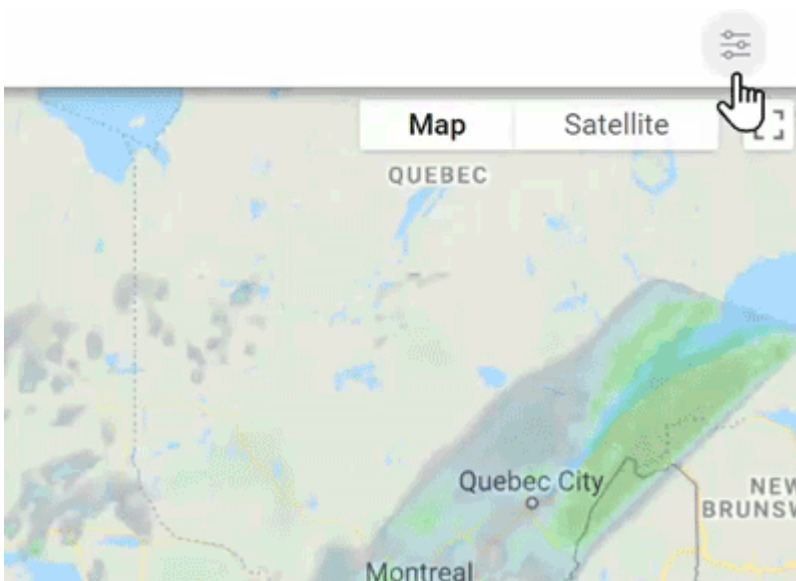 Map Satellite
QUEBEC
Quebec City
NEW
BRUNSW
Montreal